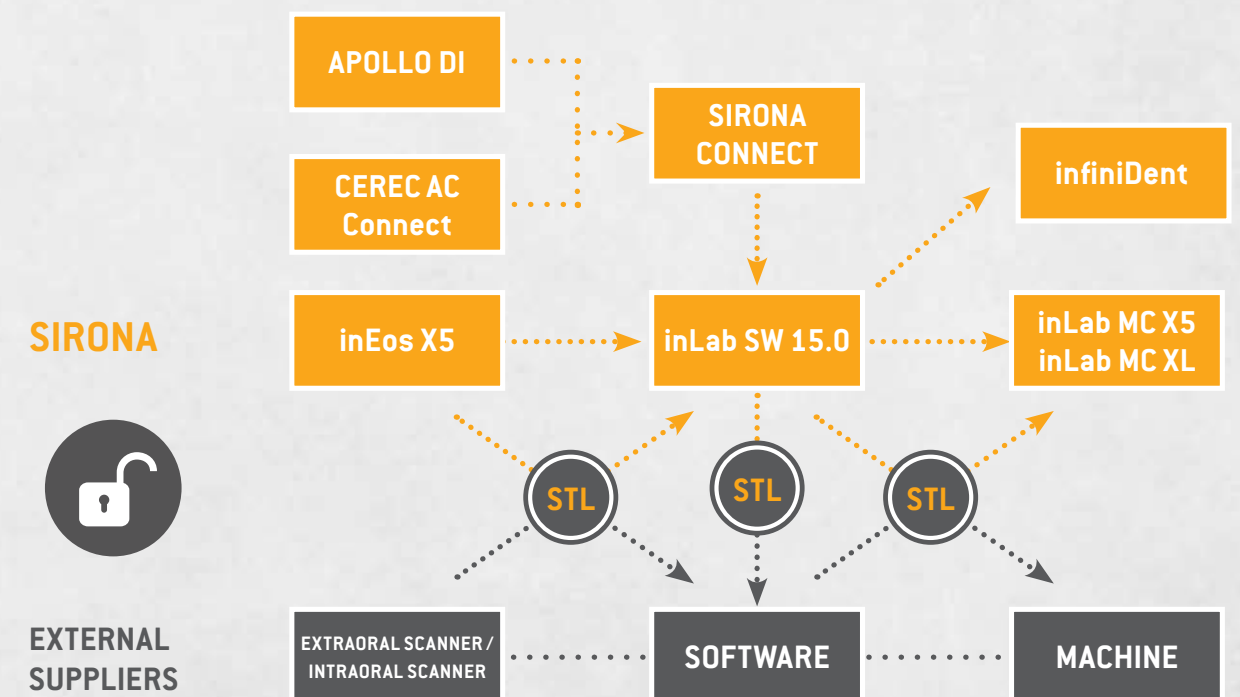 APOLLO DI
SIRONA
CONNECT
infiniDent
CEREC AC
Connect
SIRONA
inEos X5
inLab SW 15.0
inLab MC X5
inLab MC XL
STL
STL
STL
EXTERNAL
SUPPLIERS
EXTRAORAL SCANNER /
INTRAORAL SCANNER
SOFTWARE
MACHINE